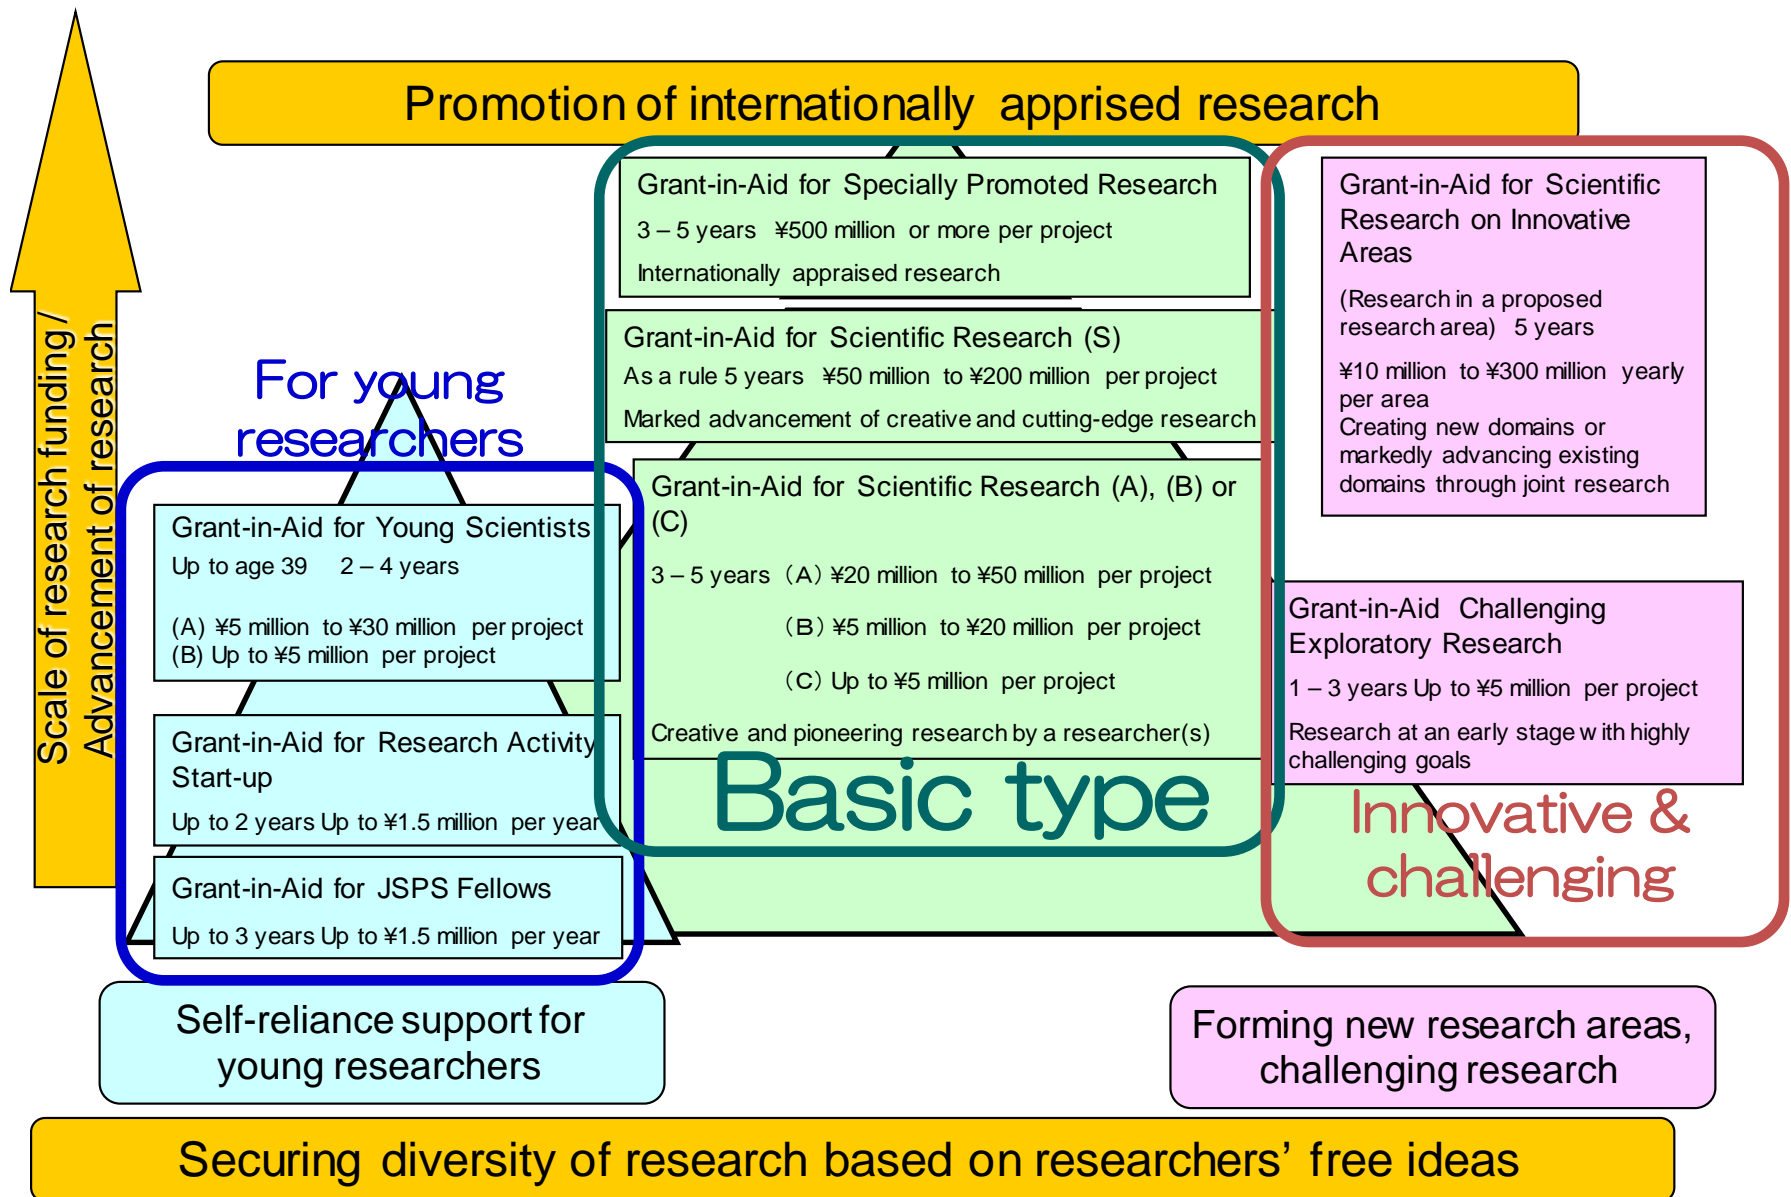 Promotion of internationally apprised research
Scale of research funding /
Advancement of research
For young
researchers
Grant-in-Aid for Young Scientists
Up to age 39 2 – 4 years
(A) ¥5 million to ¥30 million per project
(B) Up to ¥5 million per project
Grant-in-Aid for Research Activity
Start-up
Up to 2 years Up to ¥1.5 million per year
Grant-in-Aid for JSPS Fellows
Up to 3 years Up to ¥1.5 million per year
Self-reliance support for
young researchers
Grant-in-Aid for Specially Promoted Research
3 – 5 years ¥500 million or more per project
Internationally appraised research
Grant-in-Aid for Scientific Research (S)
As a rule 5 years ¥50 million to ¥200 million per project
Marked advancement of creative and cutting-edge research
Grant-in-Aid for Scientific Research (A), (B) or
(C)
3 – 5 years（A）¥20 million to ¥50 million per project
（B）¥5 million to ¥20 million per project
（C）Up to ¥5 million per project
Creative and pioneering research by a researcher(s)
Basic type
Grant-in-Aid for Scientific
Research on Innovative
Areas
(Research in a proposed
research area) 5 years
¥10 million to ¥300 million yearly
per area
Creating new domains or
markedly advancing existing
domains through joint research
Grant-in-Aid Challenging
Exploratory Research
1 – 3 years Up to ¥5 million per project
Research at an early stage with highly
challenging goals
Innovative &
challenging
Forming new research areas,
challenging research
Securing diversity of research based on researchers’ free ideas